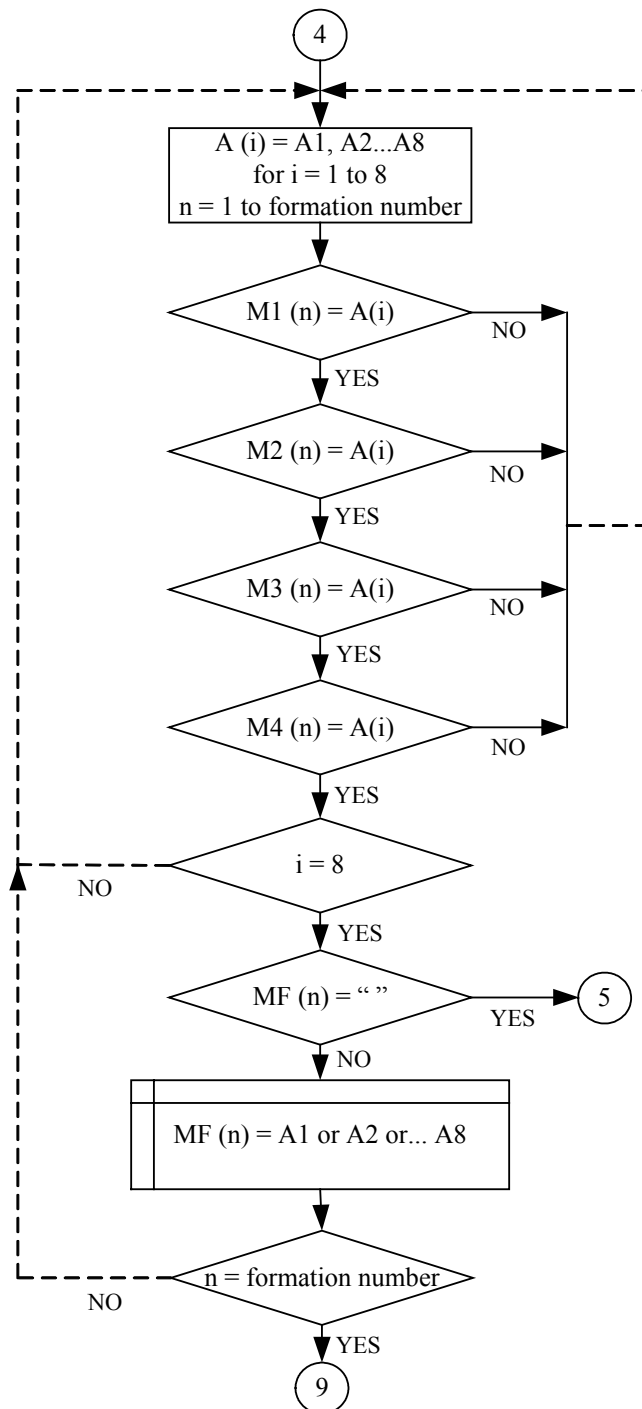 4
A (i) = A1, A2...A8
for i = 1 to 8
n = 1 to formation number
M1 (n) = A(i)
NO
YES
M2 (n) = A(i)
NO
YES
M3 (n) = A(i)
NO
YES
M4 (n) = A(i)
NO
YES
i = 8
NO
YES
MF (n) = “ ”
YES
5
NO
MF (n) = A1 or A2 or... A8
n = formation number
NO
YES
9